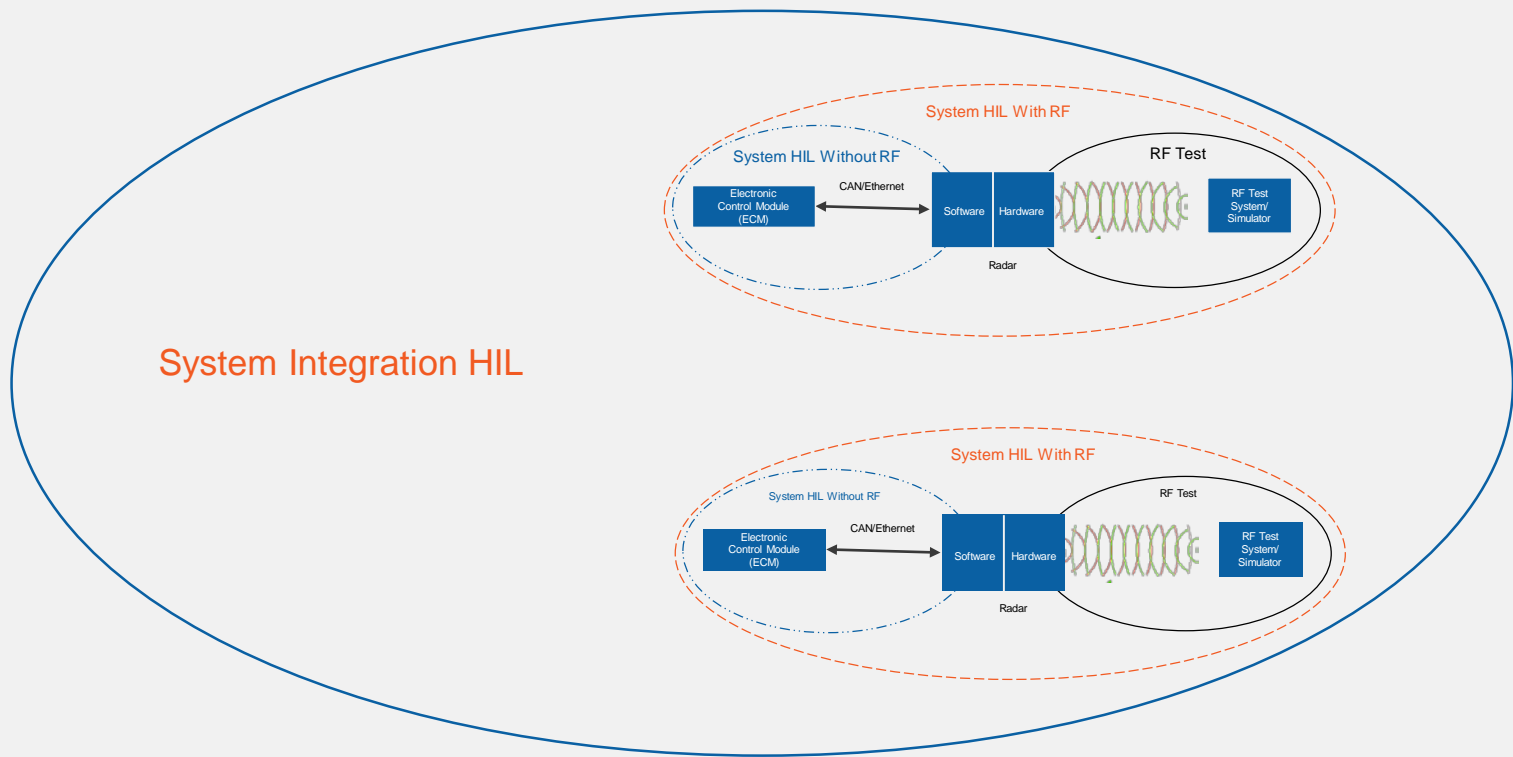 System HIL With RF
System HIL Without RF
RF Test
CAN/Ethernet
Electronic
Control Module
(ECM)
Software
Hardware
RF Test
System/
Simulator
Radar
System Integration HIL
System HIL With RF
System HIL Without RF
RF Test
CAN/Ethernet
Electronic
Control Module
(ECM)
Software
Hardware
RF Test
System/
Simulator
Radar